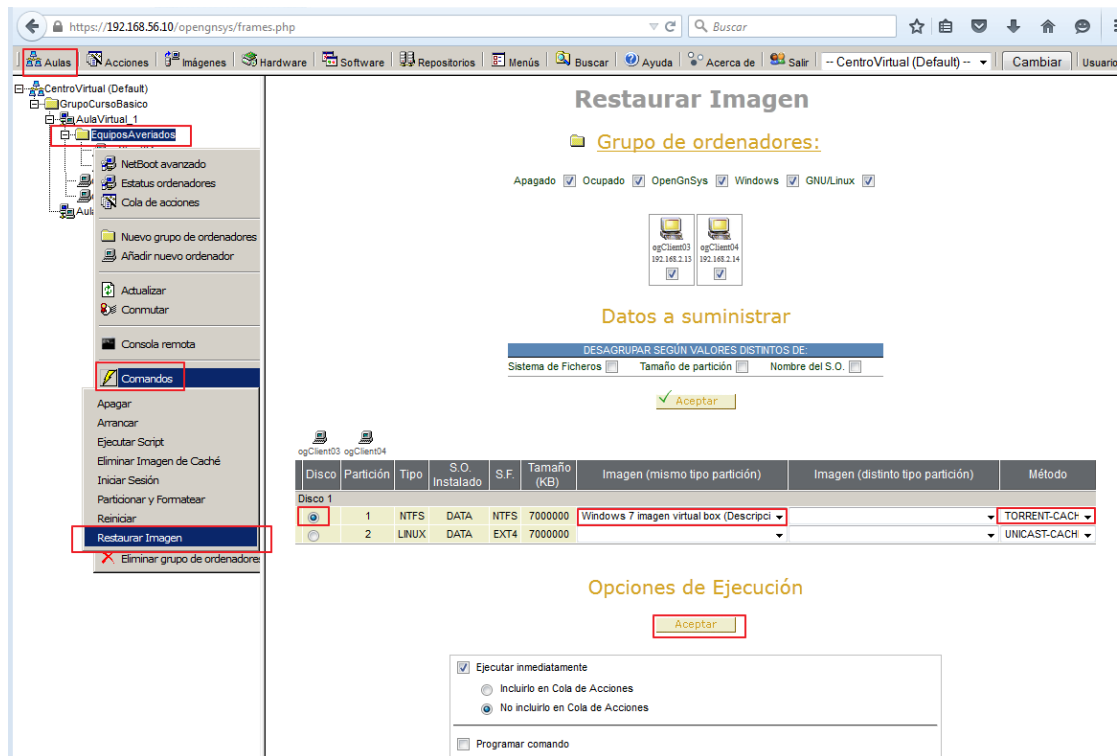 https://192.168.56.10/opengnsys/frames.php
Buscar
Aulas Acciones Imágenes Hardware Software Repositorios Menús Buscar Ayuda Acerca de Salir -- CentroVirtual (Default) -- Cambiar Usuario
CentroVirtual (Default)
GrupoCursoBasico
AulaVirtual_1
EquiposAveriados
NetBoot avanzado
Estatus ordenadores
Cola de acciones
Aul
Nuevo grupo de ordenadores
Añadir nuevo ordenador
Actualizar
Conmutar
Consola remota
Comandos
Apagar
Arrancar
Ejecutar Script
Eliminar Imagen de Caché
Iniciar Sesión
Particionar y Formatear
Reiniciar
Restaurar Imagen
Eliminar grupo de ordenadores
Restaurar Imagen
Grupo de ordenadores:
Apagado Ocupado OpenGnSys Windows GNU/Linux
ogClient03 ogClient04
192.168.2.13 192.168.2.14
Datos a suministrar
DESAGRUPAR SEGÚN VALORES DISTINTOS DE:
Sistema de Ficheros Tamaño de partición Nombre del S.O.
Aceptar
ogClient03 ogClient04
Disco Partición Tipo S.O. Instalado S.F. Tamaño (KB) Imagen (mismo tipo partición) Imagen (distinto tipo partición) Método
Disco 1
1 NTFS DATA NTFS 7000000 Windows 7 imagen virtual box (Descripci TORRENT-CACH
2 LINUX DATA EXT4 7000000 UNICAST-CACH
Opciones de Ejecución
Aceptar
Ejecutar inmediatamente
Incluirlo en Cola de Acciones
No incluirlo en Cola de Acciones
Programar comando